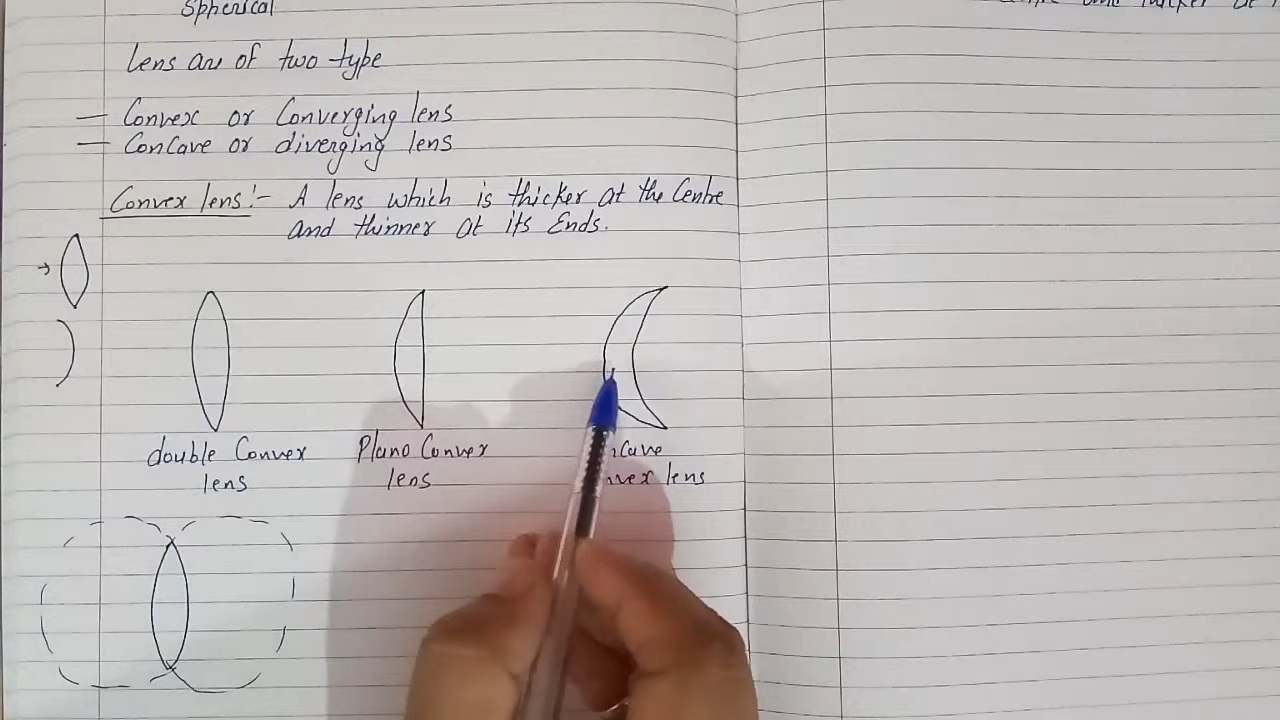 Spherical
Lens are of two type
— Convex or Converging lens
— Concave or diverging lens
Convex lens:- A lens which is thicker at the Centre
and thinner at its Ends.
double Convex
lens
Plano Convex
lens
lens